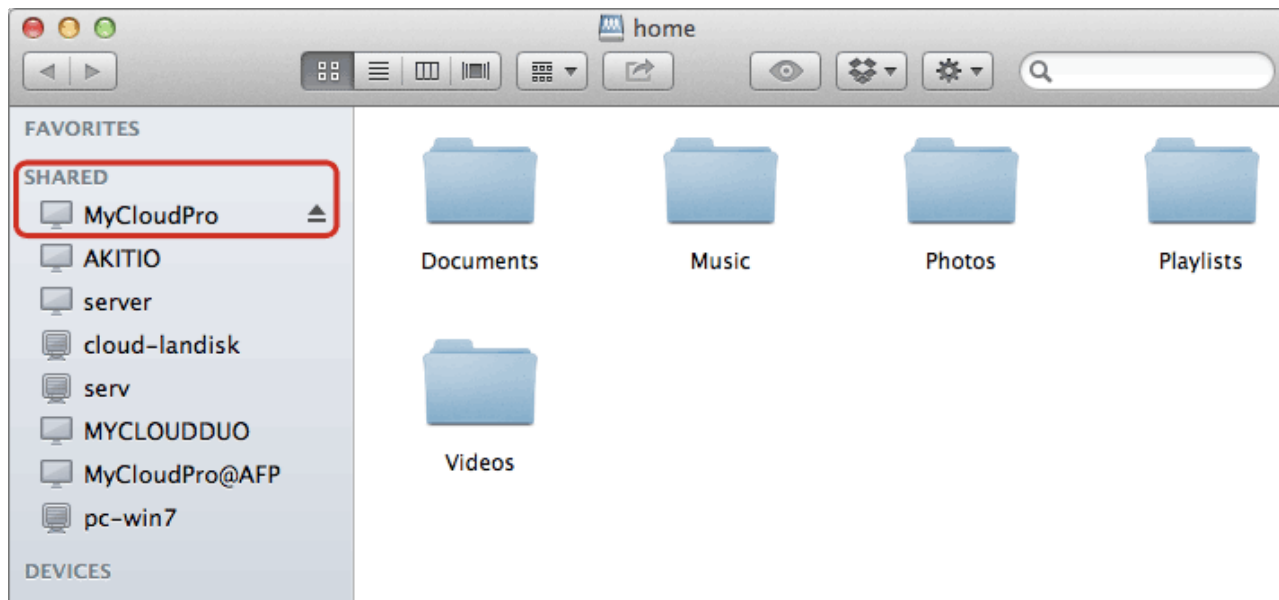 home
FAVORITES
SHARED
MyCloudPro
AKITIO
server
cloud-landisk
serv
MYCLOUDDUO
MyCloudPro@AFP
pc-win7
DEVICES
Documents Music Photos Playlists
Videos